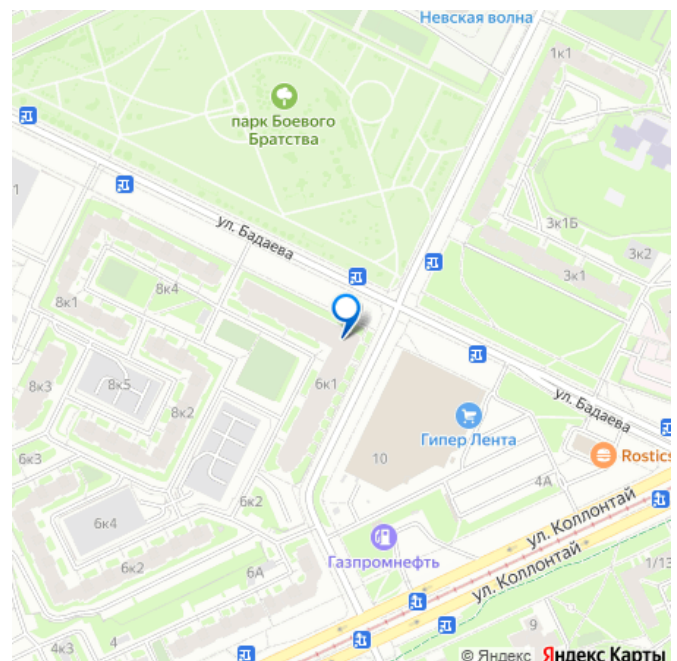 Невская волна
1к1
парк Боевого
Братства
1
ул. Бадаева
3к1Б
3к2
3к1
8к4
8к1
6к1
8к5
8к3
8к2
ул. Бадаева
Гипер Лента
10
Rostics
4А
6к3
6к2
6к4
ул. Коллонтай
Газпромнефть
6к2
6А
ул. Коллонтай
1/13
9
4к3
4
© Яндекс Яндекс Карты